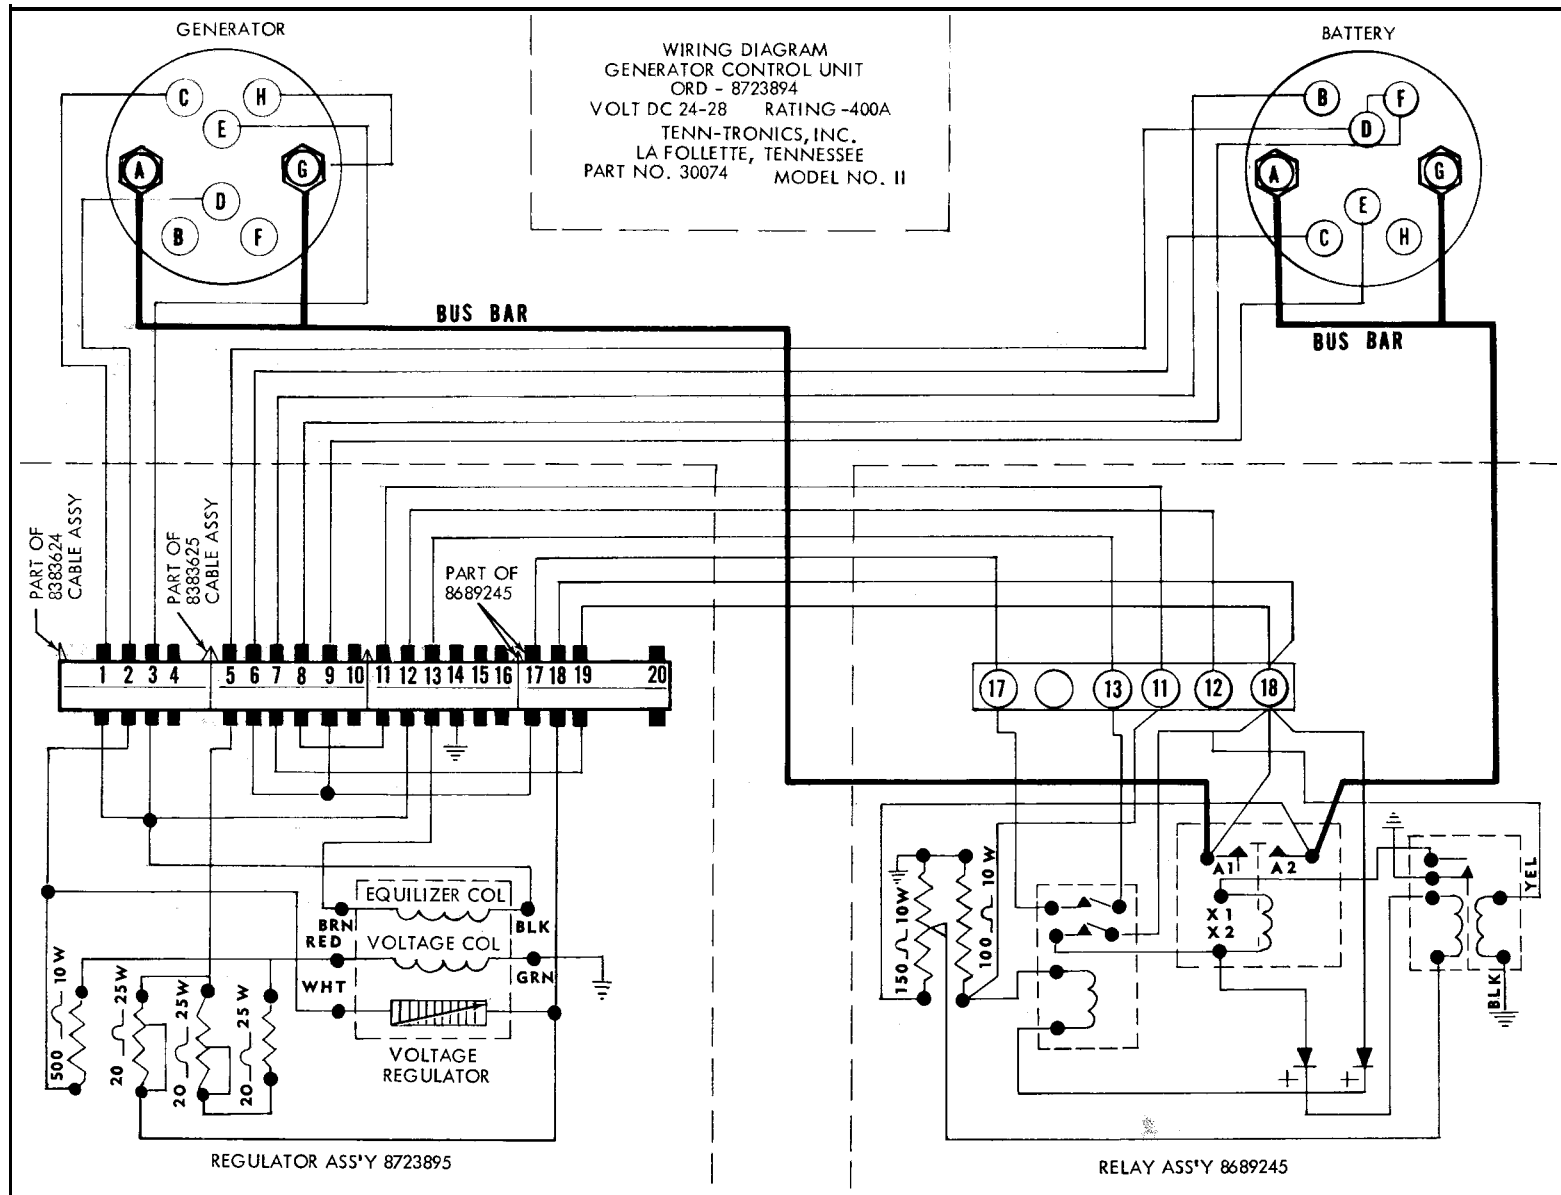 GENERATOR
C H
E
A G
D
B F
WIRING DIAGRAM
GENERATOR CONTROL UNIT
ORD - 8723894
VOLT DC 24-28 RATING -400A
TENN-TRONICS, INC.
LA FOLLETTE, TENNESSEE
PART NO. 30074 MODEL NO. II
BATTERY
B F
D
A G
E
C H
BUS BAR
BUS BAR
PART OF
8383624
CABLE ASSY
PART OF
8383625
CABLE ASSY
PART OF
8689245
1 2 3 4 5 6 7 8 9 10 11 12 13 14 15 16 17 18 19 20
17 13 11 12 18
EQUILIZER COL
BRN
BLK
RED
VOLTAGE COL
GRN
WHT
VOLTAGE
REGULATOR
500 10 W
20 25 W
20 25 W
20 25 W
REGULATOR ASS'Y 8723895
150 10 W
100 10 W
A1 A2
X 1
X 2
YEL
BLK
+ +
RELAY ASS'Y 8689245